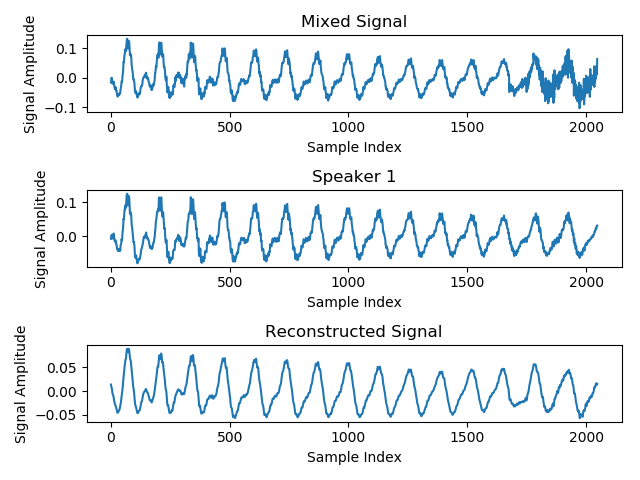 Mixed Signal
Signal Amplitude
0.1
0.0
−0.1
0 500 1000 1500 2000
Sample Index
Speaker 1
Signal Amplitude
0.1
0.0
0 500 1000 1500 2000
Sample Index
Reconstructed Signal
Signal Amplitude
0.05
0.00
−0.05
0 500 1000 1500 2000
Sample Index